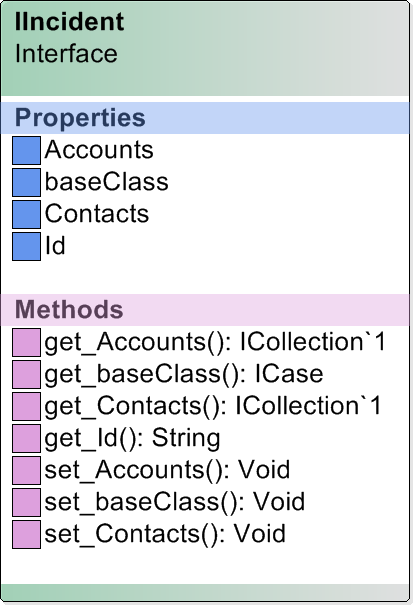 IIncident
Interface
Properties
Accounts
baseClass
Contacts
Id
Methods
get_Accounts(): ICollection`1
get_baseClass(): ICase
get_Contacts(): ICollection`1
get_Id(): String
set_Accounts(): Void
set_baseClass(): Void
set_Contacts(): Void